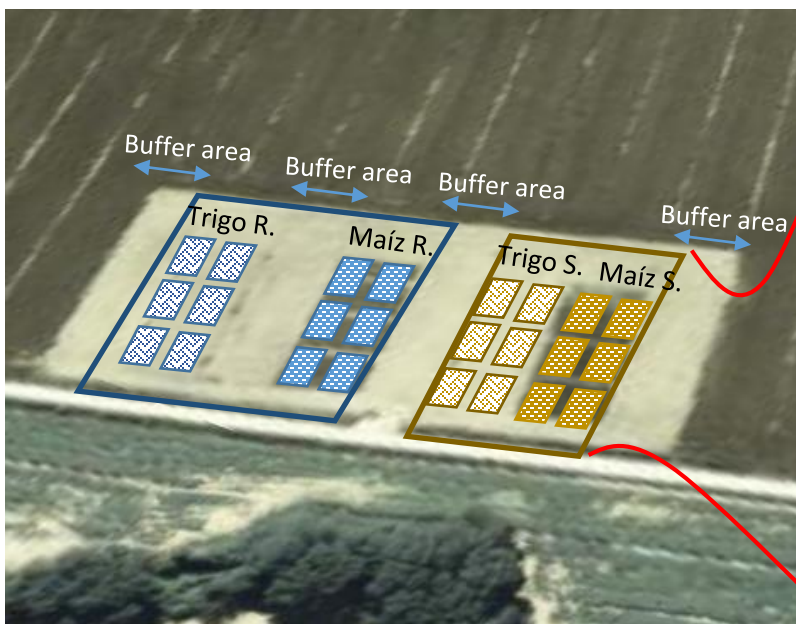 Buffer area
Buffer area
Buffer area
Buffer area
Trigo R.
Maíz R.
Trigo S.
Maíz S.